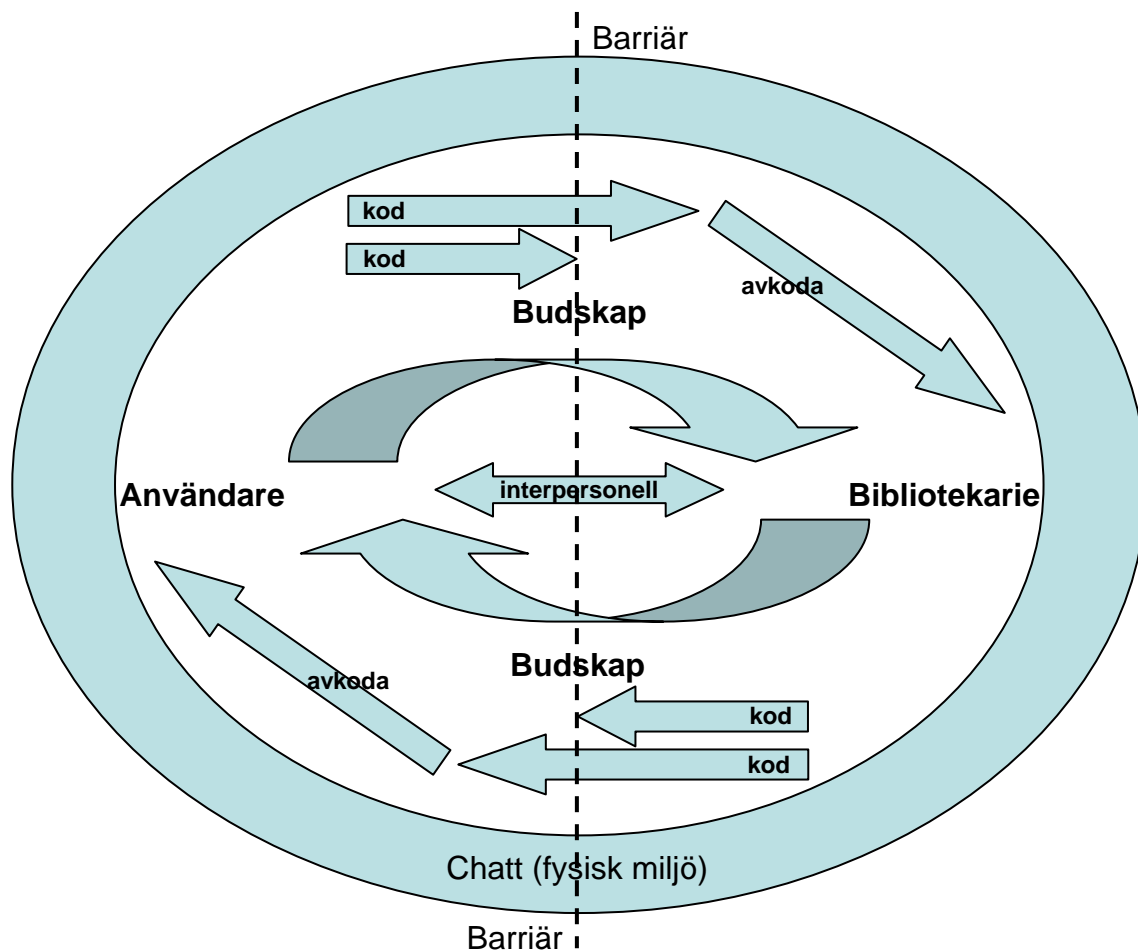 Barriär
kod
kod
avkoda
Budskap
Användare
interpersonell
Bibliotekarie
Budskap
avkoda
kod
kod
Chatt (fysisk miljö)
Barriär